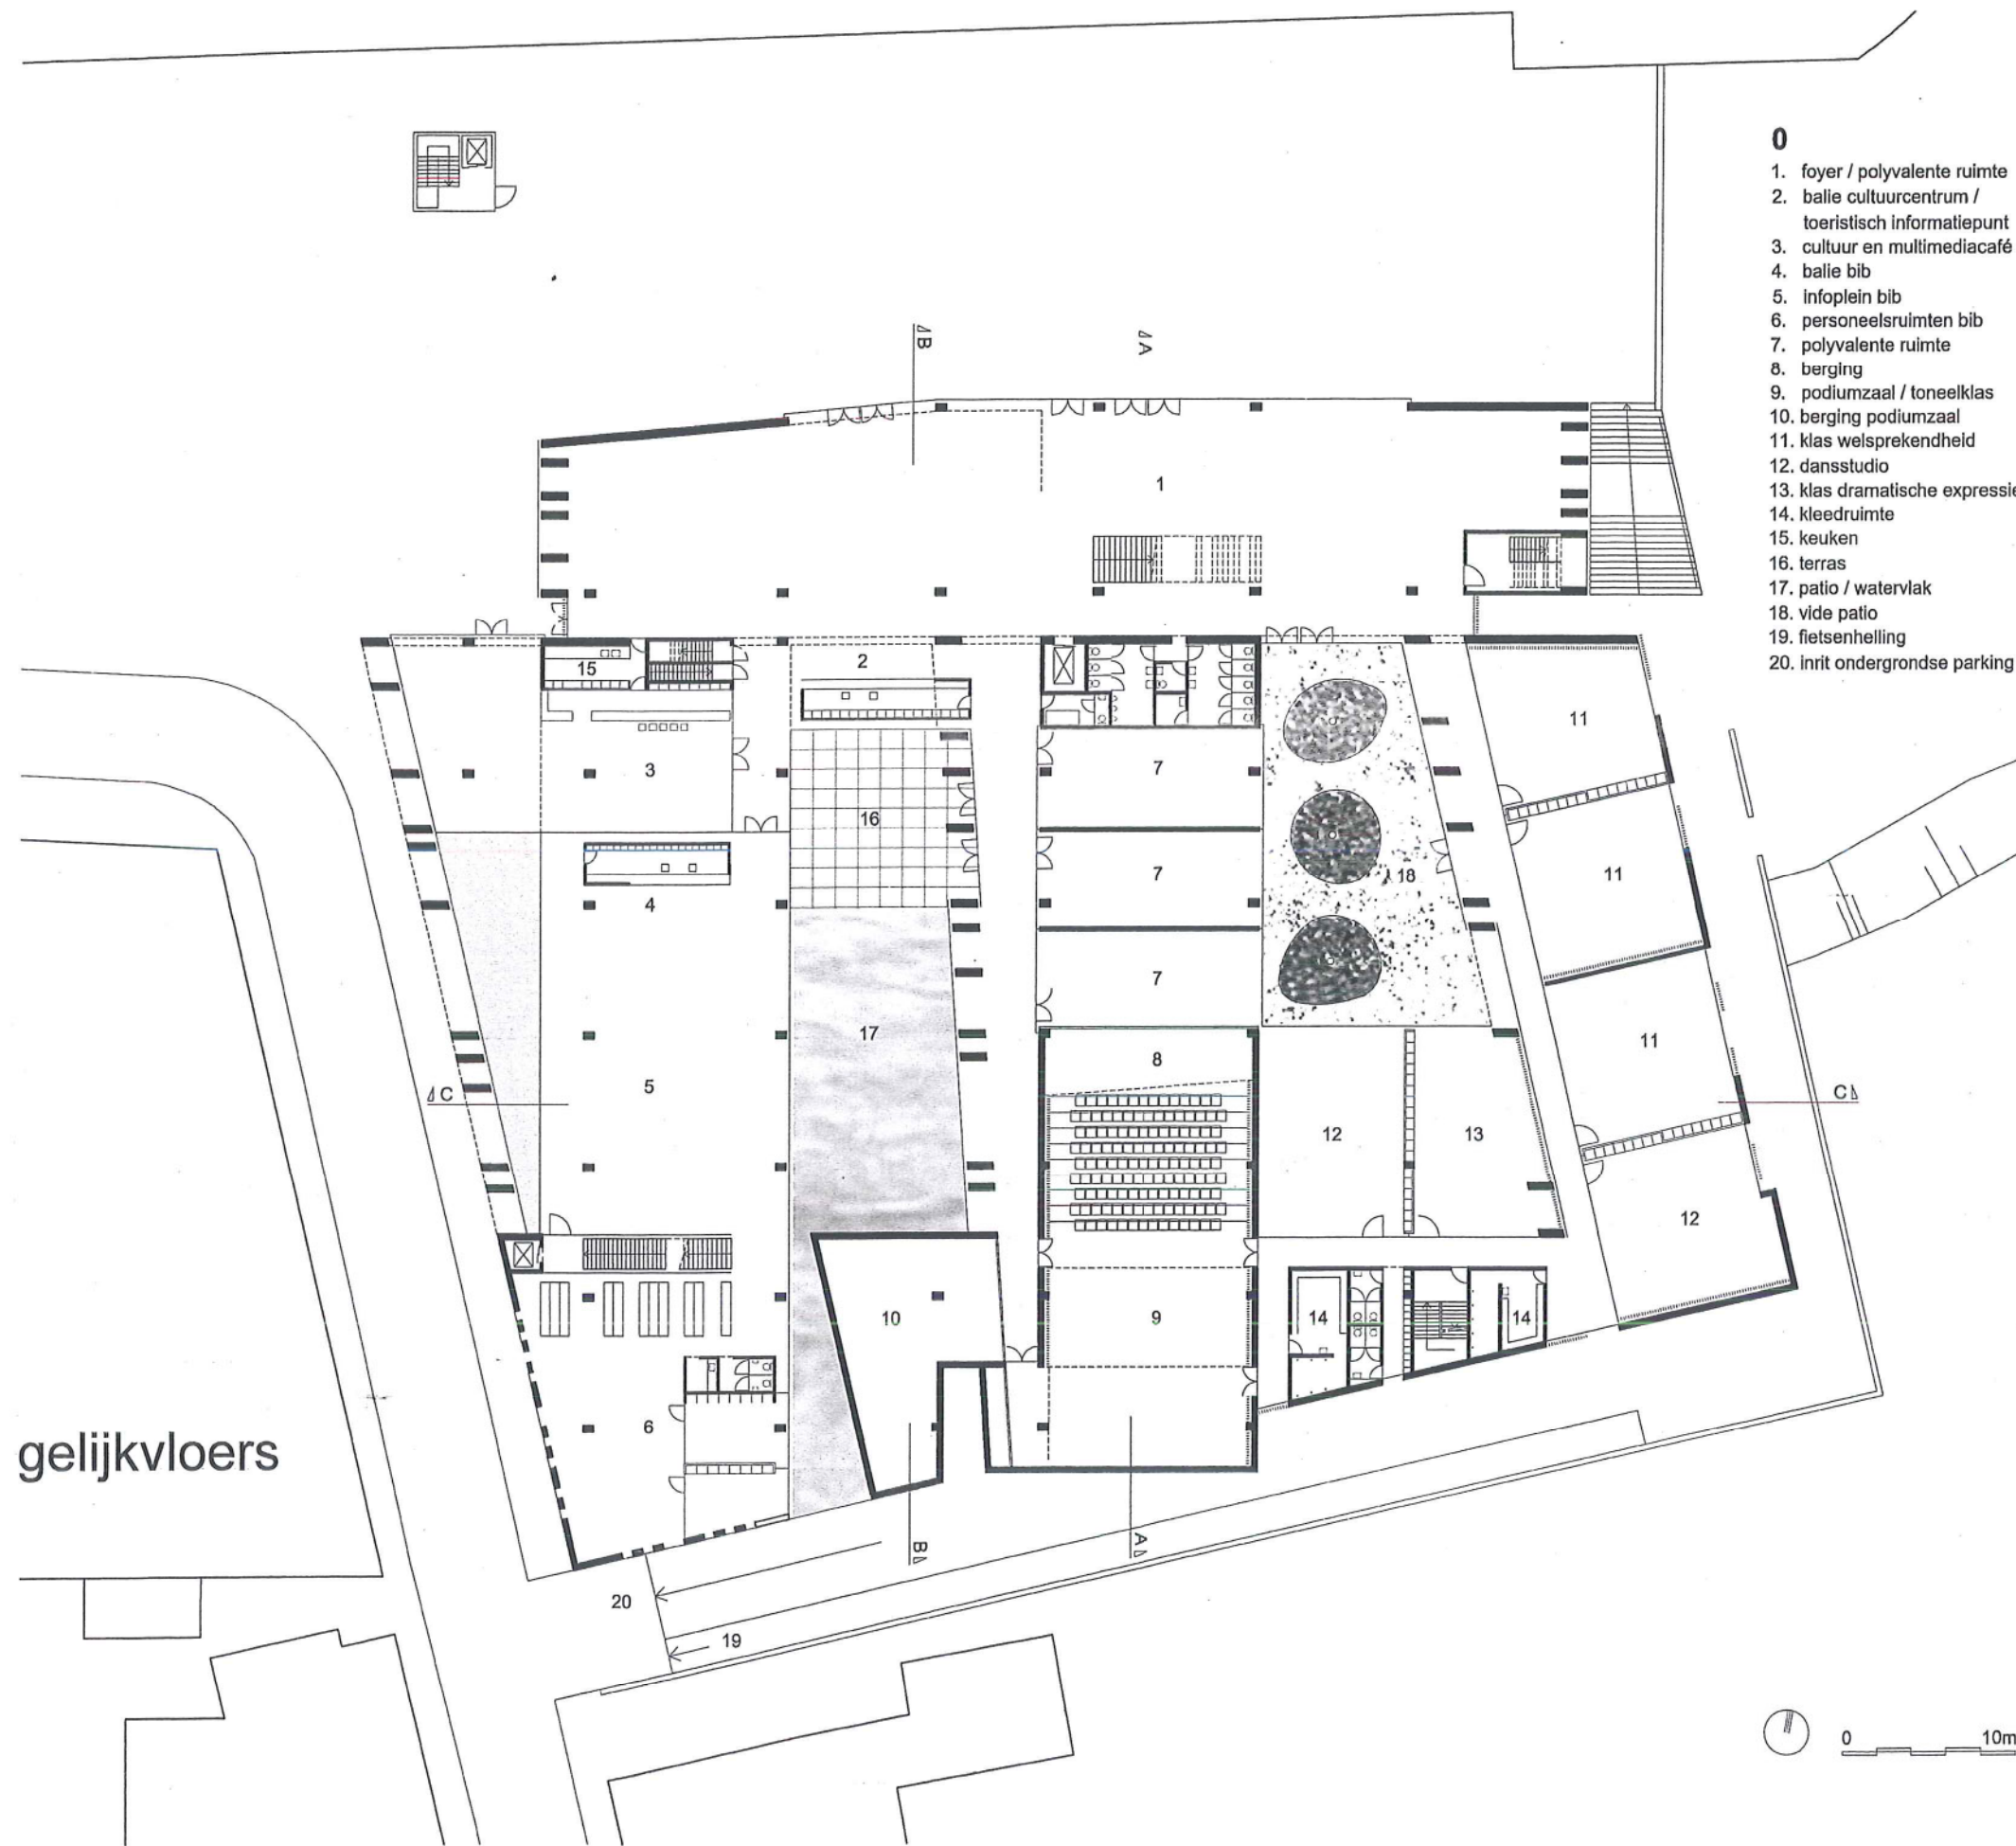 0
1. foyer / polyvalente ruimte
2. balie cultuurcentrum /
toeristisch informatiepunt
3. cultuur en multimediacafé
4. balie bib
5. infoplein bib
6. personeelsruimten bib
7. polyvalente ruimte
8. berging
9. podiumzaal / toneelklas
10. berging podiumzaal
11. klas welsprekendheid
12. dansstudio
13. klas dramatische expressie
14. kleedruimte
15. keuken
16. terras
17. patio / watervlak
18. vide patio
19. fietsenhelling
20. inrit ondergrondse parking
B
A
1
2
15
11
3
7
16
11
7
18
4
7
17
11
8
5
C
C
12
13
12
10
9
14
14
6
gelijkvloers
B
A
20
19
0 10m